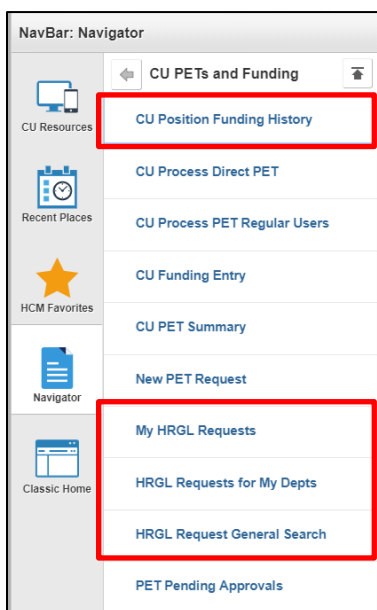 NavBar: Navigator
CU PETs and Funding
CU Resources
Recent Places
HCM Favorites
Navigator
Classic Home
CU Position Funding History
CU Process Direct PET
CU Process PET Regular Users
CU Funding Entry
CU PET Summary
New PET Request
My HRGL Requests
HRGL Requests for My Depts
HRGL Request General Search
PET Pending Approvals